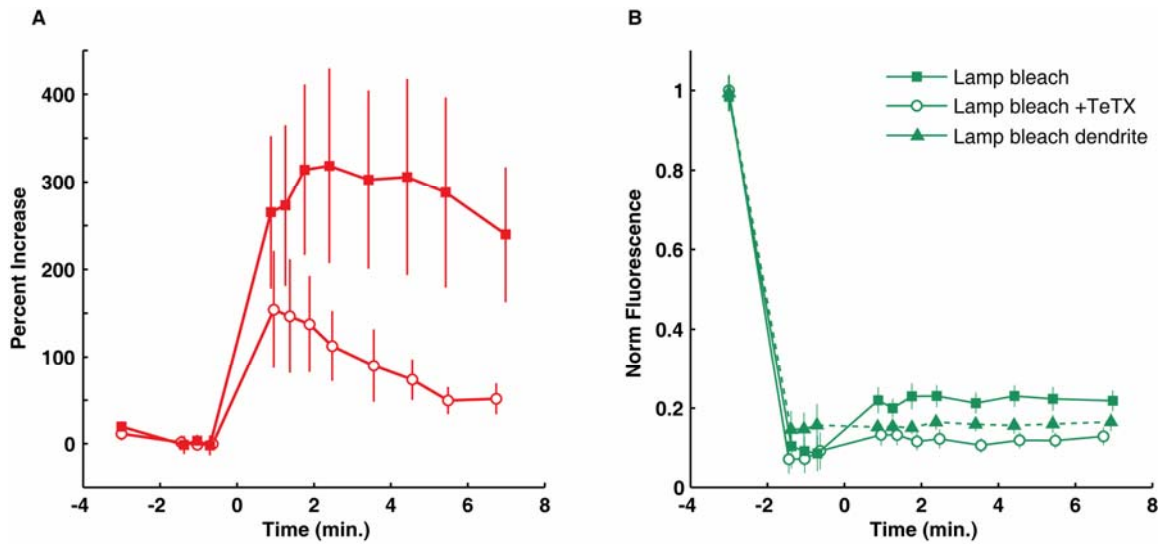 A
B
Percent Increase
400
300
200
100
0
-4
-2
0
2
4
6
8
Time (min.)
Norm Fluorescence
1
0.8
0.6
0.4
0.2
0
-4
-2
0
2
4
6
8
Time (min.)
Lamp bleach
Lamp bleach +TeTX
Lamp bleach dendrite